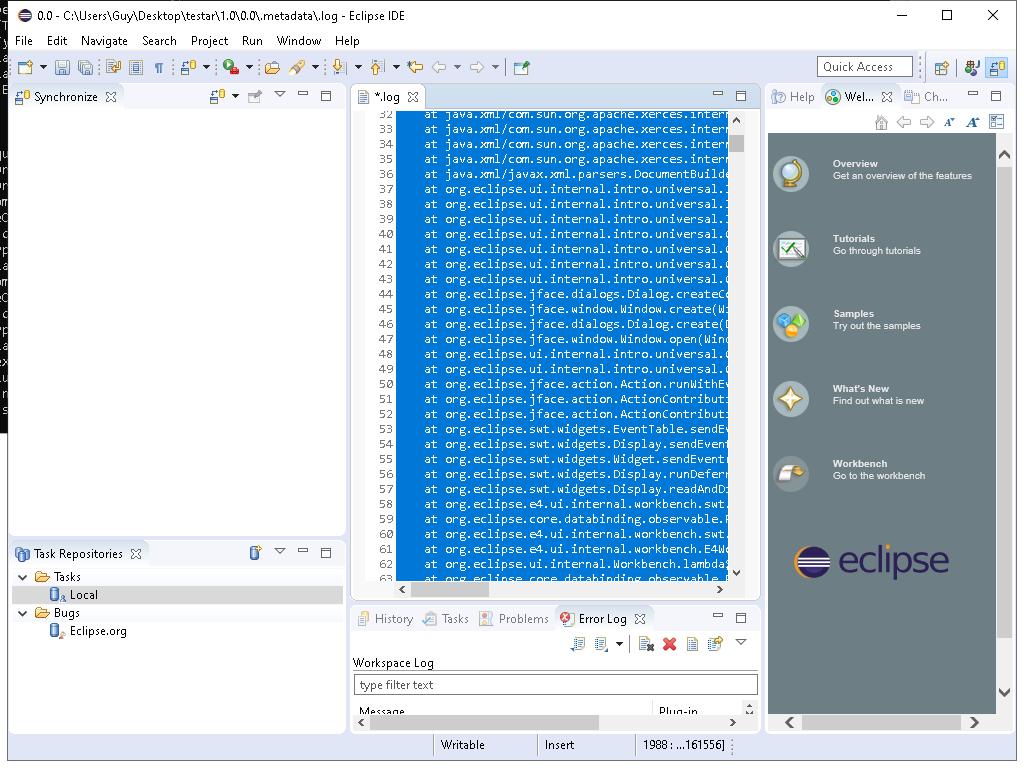 0.0 - C:\Users\Guy\Desktop\testar\1.0\0.0\.metadata\.log - Eclipse IDE
File Edit Navigate Search Project Run Window Help
Quick Access
Synchronize
*.log
32 at java.xml/com.sun.org.apache.xerces.intern
33 at java.xml/com.sun.org.apache.xerces.intern
34 at java.xml/com.sun.org.apache.xerces.intern
35 at java.xml/com.sun.org.apache.xerces.intern
36 at java.xml/javax.xml.parsers.DocumentBuilde
37 at org.eclipse.ui.internal.intro.universal.I
38 at org.eclipse.ui.internal.intro.universal.I
39 at org.eclipse.ui.internal.intro.universal.I
40 at org.eclipse.ui.internal.intro.universal.C
41 at org.eclipse.ui.internal.intro.universal.C
42 at org.eclipse.ui.internal.intro.universal.C
43 at org.eclipse.ui.internal.intro.universal.C
44 at org.eclipse.jface.dialogs.Dialog.createCo
45 at org.eclipse.jface.window.Window.create(Wi
46 at org.eclipse.jface.dialogs.Dialog.create(D
47 at org.eclipse.jface.window.Window.open(Wind
48 at org.eclipse.ui.internal.intro.universal.C
49 at org.eclipse.ui.internal.intro.universal.C
50 at org.eclipse.jface.action.Action.runWithEv
51 at org.eclipse.jface.action.ActionContributi
52 at org.eclipse.jface.action.ActionContributi
53 at org.eclipse.swt.widgets.EventTable.sendEv
54 at org.eclipse.swt.widgets.Display.sendEvent
55 at org.eclipse.swt.widgets.Widget.sendEvent(
56 at org.eclipse.swt.widgets.Display.runDeferr
57 at org.eclipse.swt.widgets.Display.readAndDi
58 at org.eclipse.e4.ui.internal.workbench.swt.
59 at org.eclipse.core.databinding.observable.R
60 at org.eclipse.e4.ui.internal.workbench.swt.
61 at org.eclipse.e4.ui.internal.workbench.E4Wo
62 at org.eclipse.ui.internal.Workbench.lambda$
63 at org.eclipse.core.databinding.observable.R
Help Wel... Ch...
Overview
Get an overview of the features
Tutorials
Go through tutorials
Samples
Try out the samples
What's New
Find out what is new
Workbench
Go to the workbench
eclipse
Task Repositories
Tasks
Local
Bugs
Eclipse.org
History Tasks Problems Error Log
Workspace Log
type filter text
Message Plug-in
Writable Insert 1988 : ...161556]